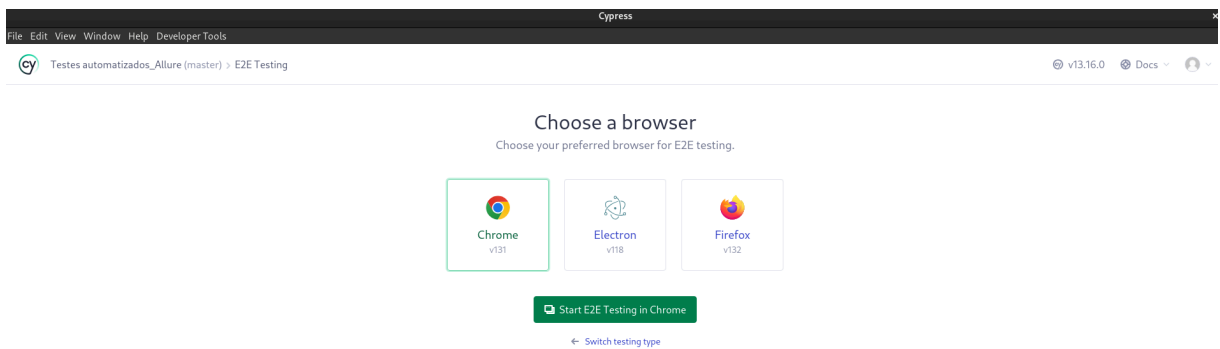 Cypress
File Edit View Window Help Developer Tools
cy Testes automatizados_Allure (master) > E2E Testing v13.16.0 Docs
Choose a browser
Choose your preferred browser for E2E testing.
Chrome Electron Firefox
v131 v118 v132
Start E2E Testing in Chrome
← Switch testing type